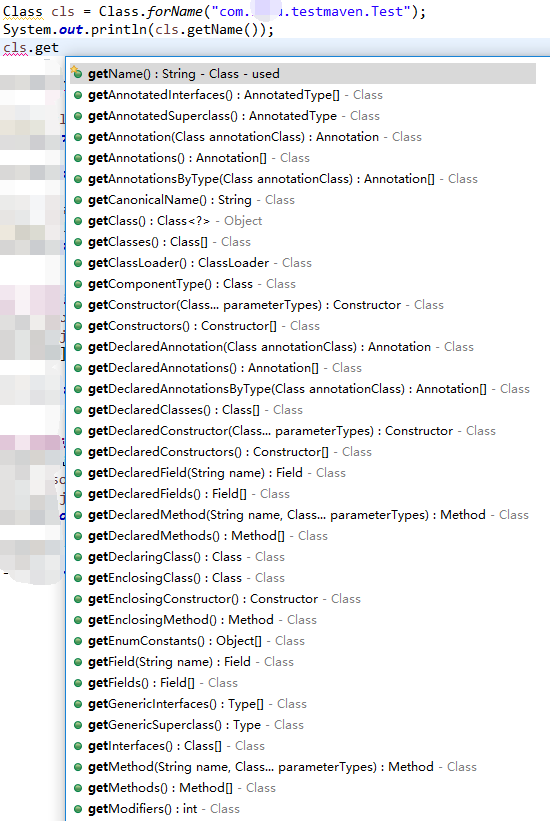 Class cls = Class.forName("com. .testmaven.Test");
System.out.println(cls.getName());
cls.get
getName() : String - Class - used
getAnnotatedInterfaces() : AnnotatedType[] - Class
getAnnotatedSuperclass() : AnnotatedType - Class
getAnnotation(Class annotationClass) : Annotation - Class
getAnnotations() : Annotation[] - Class
getAnnotationsByType(Class annotationClass) : Annotation[] - Class
getCanonicalName() : String - Class
getClass() : Class<?> - Object
getClasses() : Class[] - Class
getClassLoader() : ClassLoader - Class
getComponentType() : Class - Class
getConstructor(Class... parameterTypes) : Constructor - Class
getConstructors() : Constructor[] - Class
getDeclaredAnnotation(Class annotationClass) : Annotation - Class
getDeclaredAnnotations() : Annotation[] - Class
getDeclaredAnnotationsByType(Class annotationClass) : Annotation[] - Class
getDeclaredClasses() : Class[] - Class
getDeclaredConstructor(Class... parameterTypes) : Constructor - Class
getDeclaredConstructors() : Constructor[] - Class
getDeclaredField(String name) : Field - Class
getDeclaredFields() : Field[] - Class
getDeclaredMethod(String name, Class... parameterTypes) : Method - Class
getDeclaredMethods() : Method[] - Class
getDeclaringClass() : Class - Class
getEnclosingClass() : Class - Class
getEnclosingConstructor() : Constructor - Class
getEnclosingMethod() : Method - Class
getEnumConstants() : Object[] - Class
getField(String name) : Field - Class
getFields() : Field[] - Class
getGenericInterfaces() : Type[] - Class
getGenericSuperclass() : Type - Class
getInterfaces() : Class[] - Class
getMethod(String name, Class... parameterTypes) : Method - Class
getMethods() : Method[] - Class
getModifiers() : int - Class